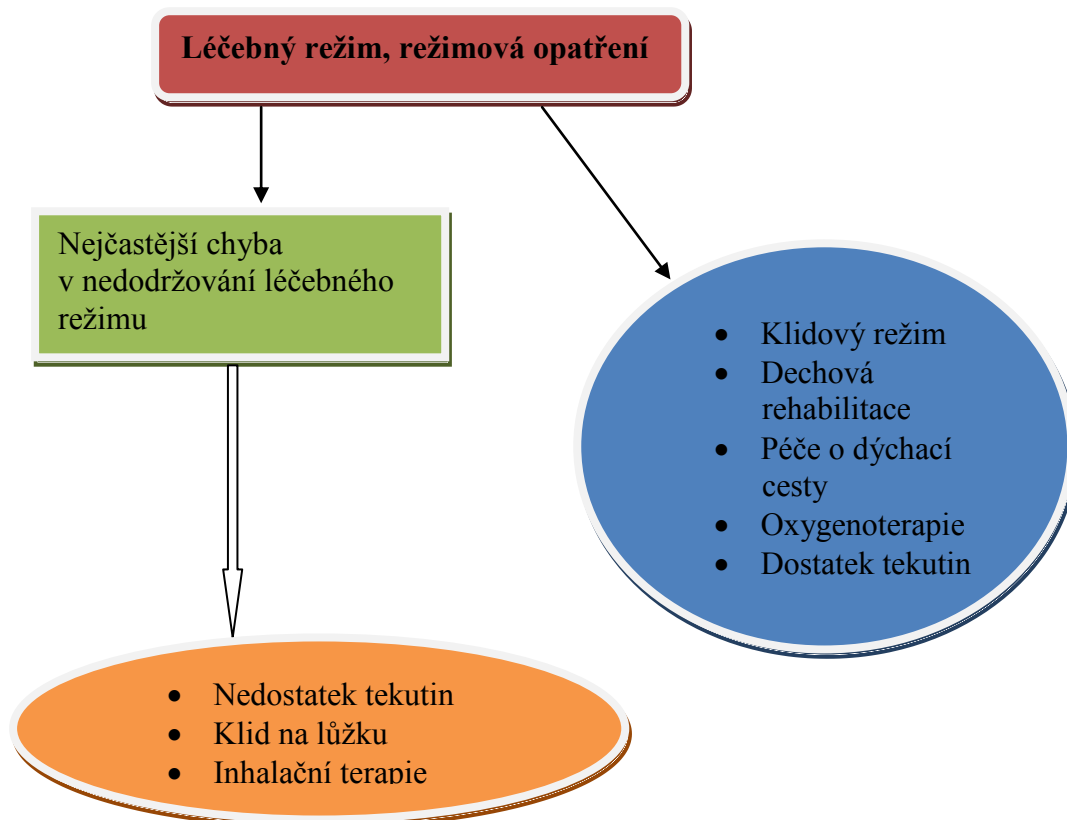 Léčebný režim, režimová opatření
Nejčastější chyba
v nedodržování léčebného
režimu
• Klidový režim
• Dechová
rehabilitace
• Péče o dýchací
cesty
• Oxygenoterapie
• Dostatek tekutin
• Nedostatek tekutin
• Klid na lůžku
• Inhalační terapie